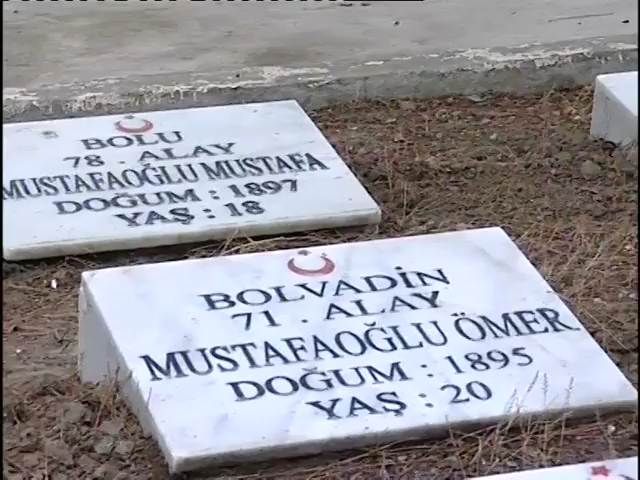 BOLU
78 . ALAY
MUSTAFAOĞLU MUSTAFA
DOĞUM : 1897
YAŞ : 18
BOLVADİN
71 . ALAY
MUSTAFAOĞLU ÖMER
DOĞUM : 1895
YAŞ : 20